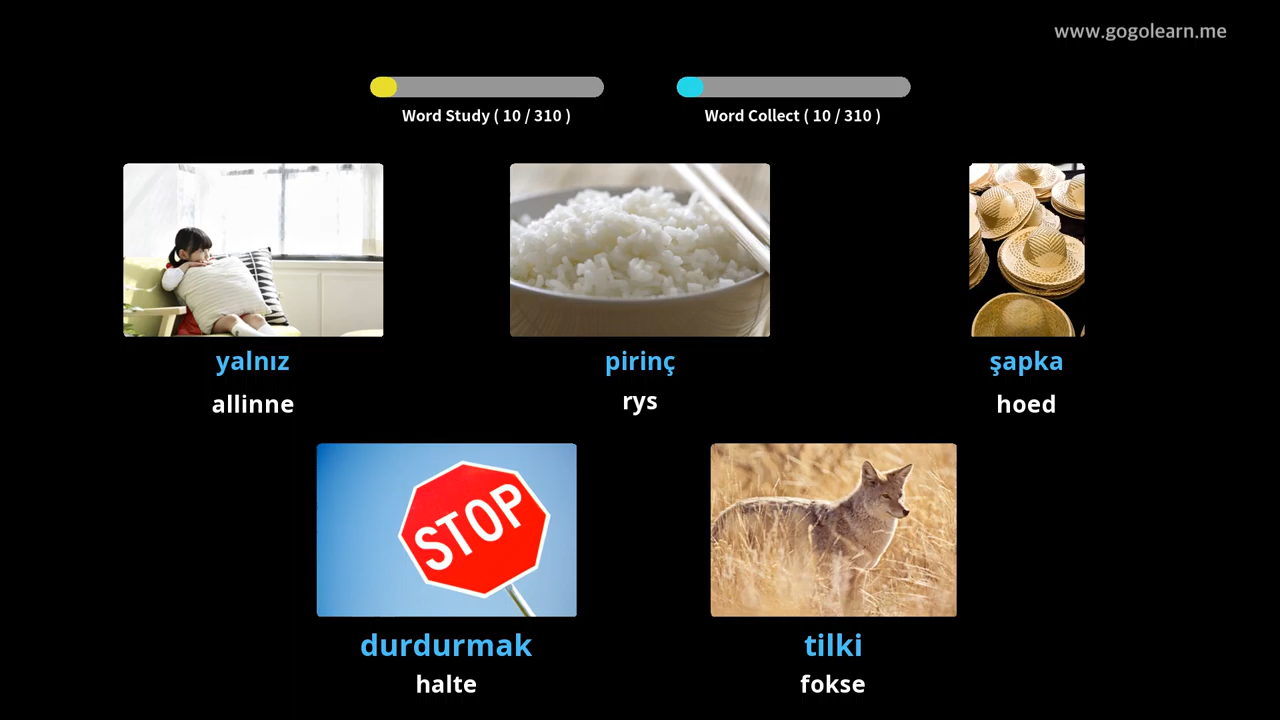 www.gogolearn.me
Word Study ( 10 / 310 )
Word Collect ( 10 / 310 )
yalnız
allinne
pirinç
rys
şapka
hoed
STOP
durdurmak
halte
tilki
fokse